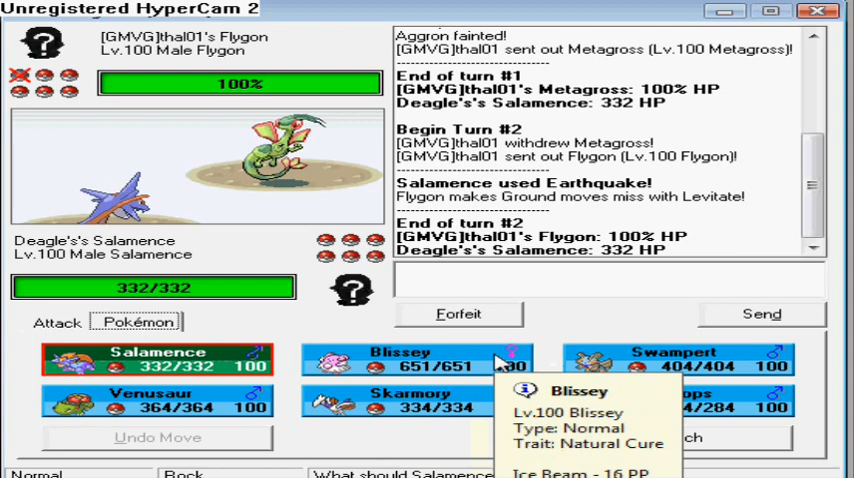 Unregistered HyperCam 2
[GMVG]thal01's Flygon
Lv.100 Male Flygon
100%
Aggron fainted!
[GMVG]thal01 sent out Metagross (Lv.100 Metagross)!
End of turn #1
[GMVG]thal01's Metagross: 100% HP
Deagle's's Salamence: 332 HP
Begin Turn #2
[GMVG]thal01 withdrew Metagross!
[GMVG]thal01 sent out Flygon (Lv.100 Flygon)!
Salamence used Earthquake!
Flygon makes Ground moves miss with Levitate!
End of turn #2
[GMVG]thal01's Flygon: 100% HP
Deagle's's Salamence: 332 HP
Deagle's's Salamence
Lv.100 Male Salamence
332/332
Forfeit
Send
Attack
Pokémon
Salamence
332/332 100
Blissey
651/651
Swampert
404/404 100
Venusaur
364/364 100
Skarmory
334/334
100
Undo Move
Blissey
Lv.100 Blissey
Type: Normal
Trait: Natural Cure
Ice Beam - 16 PP
Normal
Rock
What should Salamence